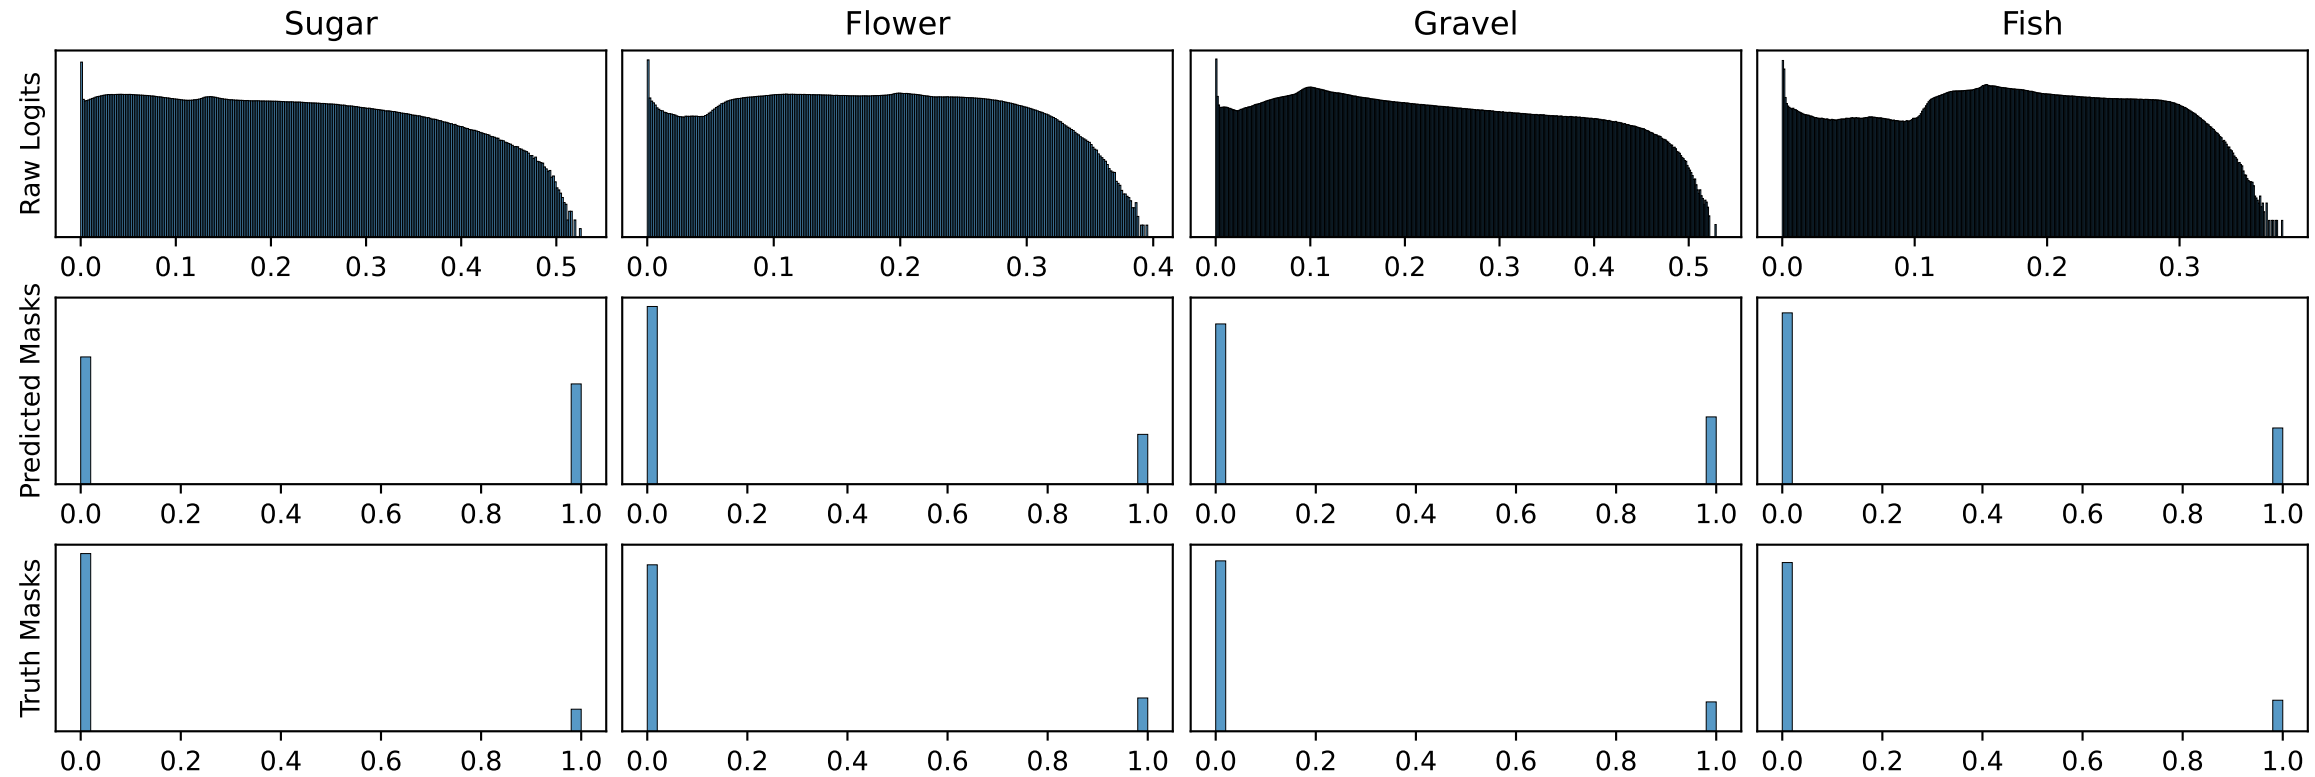 Sugar Flower Gravel Fish
Raw Logits
0.0 0.1 0.2 0.3 0.4 0.5 0.0 0.1 0.2 0.3 0.4 0.0 0.1 0.2 0.3 0.4 0.5 0.0 0.1 0.2 0.3
Predicted Masks
0.0 0.2 0.4 0.6 0.8 1.0 0.0 0.2 0.4 0.6 0.8 1.0 0.0 0.2 0.4 0.6 0.8 1.0 0.0 0.2 0.4 0.6 0.8 1.0
Truth Masks
0.0 0.2 0.4 0.6 0.8 1.0 0.0 0.2 0.4 0.6 0.8 1.0 0.0 0.2 0.4 0.6 0.8 1.0 0.0 0.2 0.4 0.6 0.8 1.0